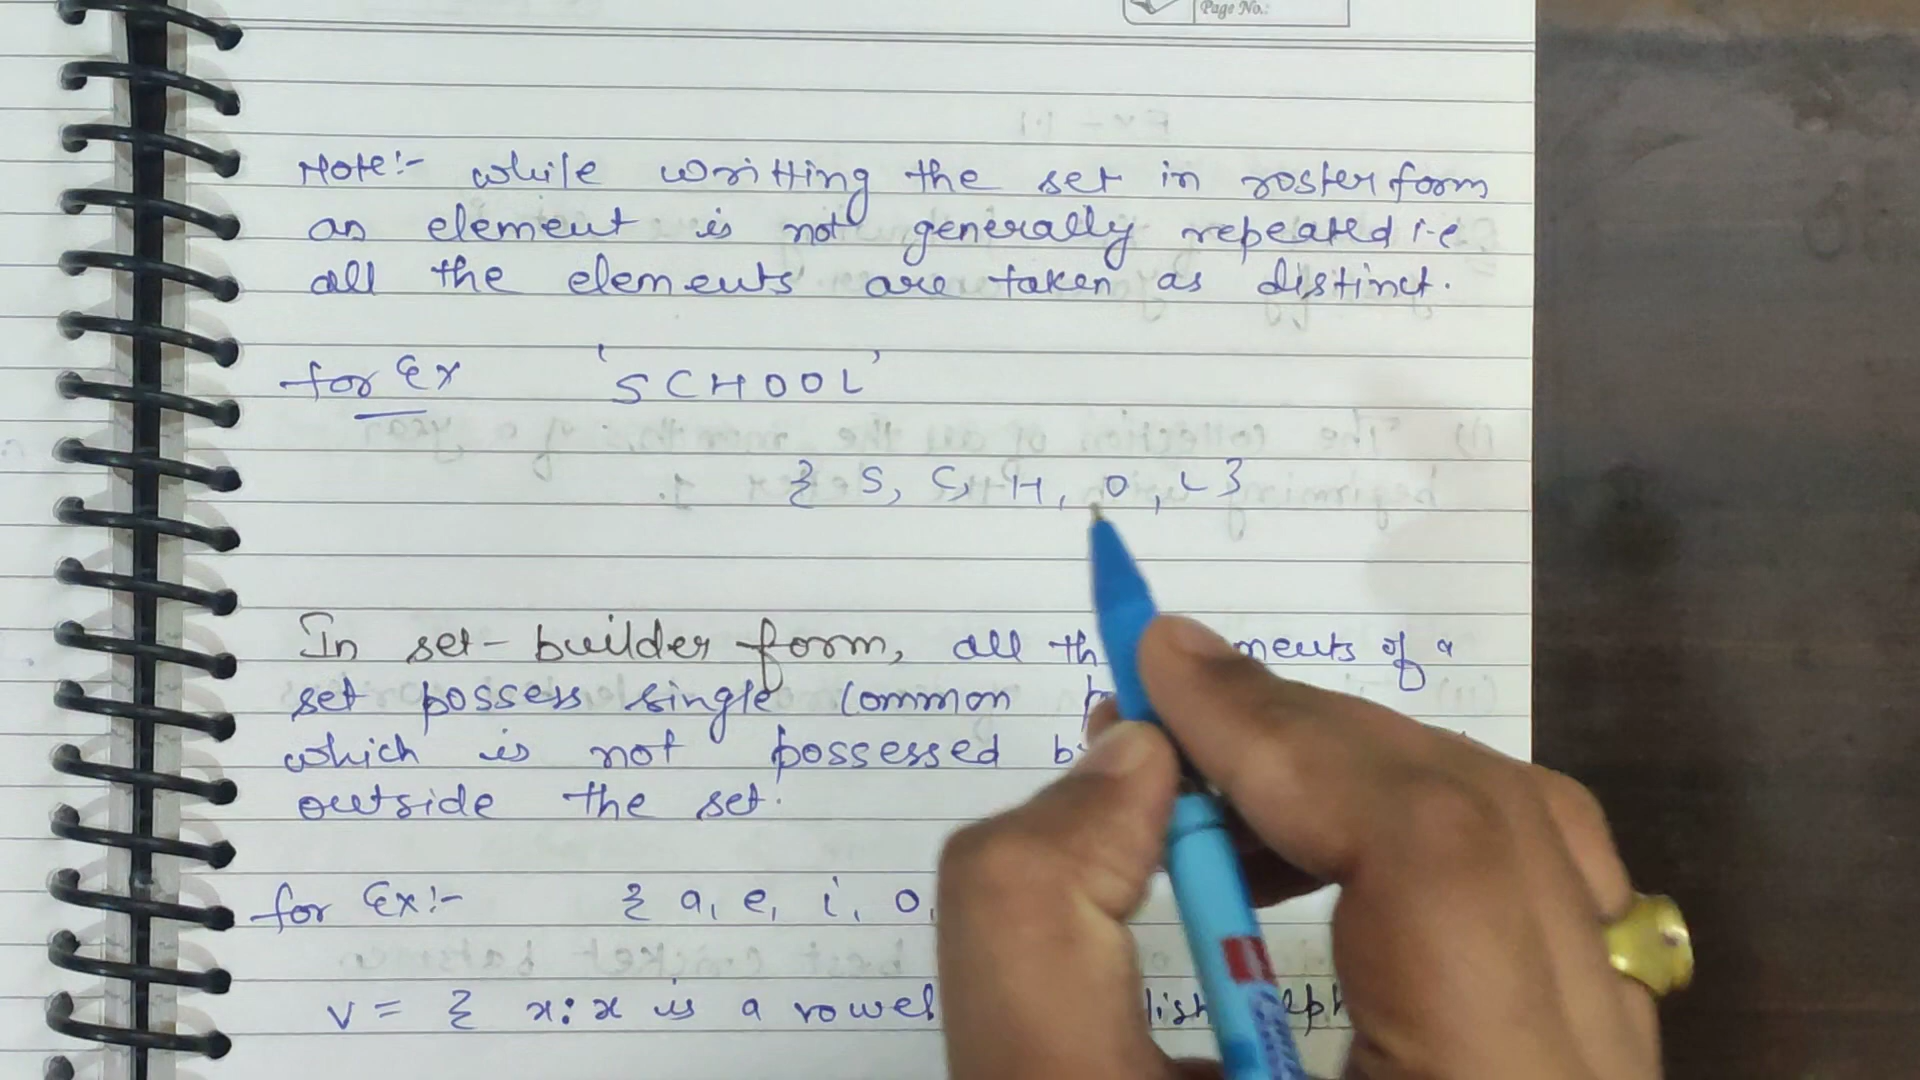 Page No.:
Note:- while writting the set in roster form
an element is not generally repeated i.e
all the elements are taken as distinct.
for Ex 'SCHOOL'
{ S, C, H, O, L }
In set-builder form, all of a
set possess single common
which is not possessed
outside the set.
for Ex:- { a, e, i, o,
V = { x : x is a vowel